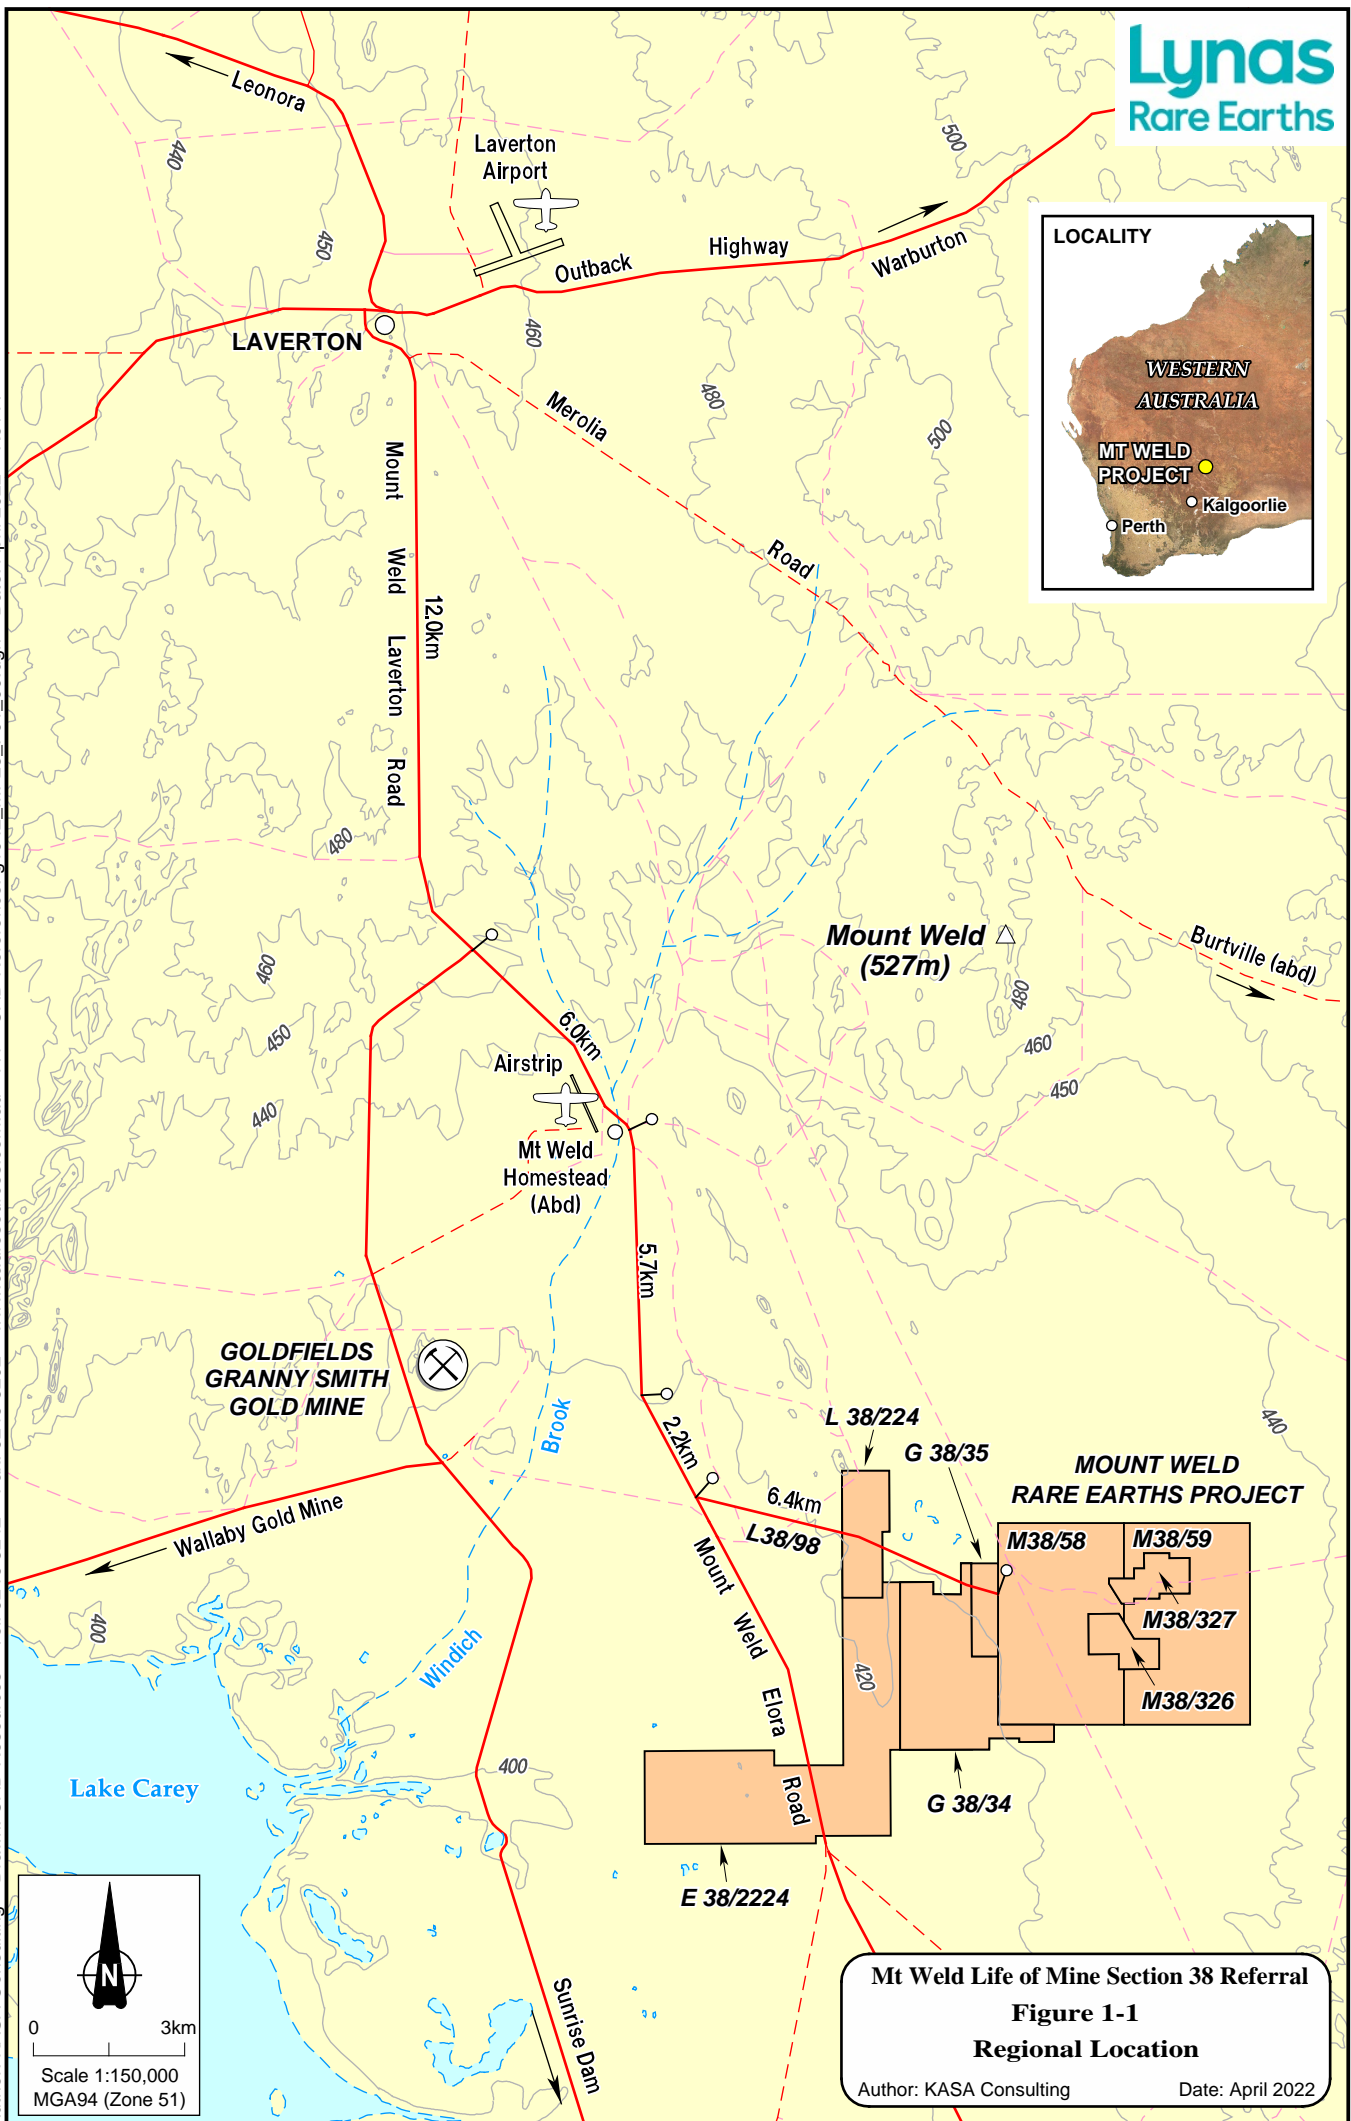 Lynas
Rare Earths
Leonora
Laverton
Airport
440
500
450
Outback
Highway
Warburton
LOCALITY
WESTERN
AUSTRALIA
MT WELD
PROJECT
Kalgoorlie
Perth
LAVERTON
460
480
500
Merolia
Road
Mount
Weld
Laverton
Road
12.0km
480
Mount Weld
(527m)
Burtville (abd)
460
450
440
480
460
450
6.0km
Airstrip
Mt Weld
Homestead
(Abd)
5.7km
GOLDFIELDS
GRANNY SMITH
GOLD MINE
Brook
2.2km
L 38/224
G 38/35
440
MOUNT WELD
RARE EARTHS PROJECT
6.4km
L38/98
Wallaby Gold Mine
M38/58
M38/59
M38/327
M38/326
400
Windich
Mount
Weld
Elora
Road
420
400
Lake Carey
G 38/34
E 38/2224
Sunrise Dam
N
0
3km
Scale 1:150,000
MGA94 (Zone 51)
Mt Weld Life of Mine Section 38 Referral
Figure 1-1
Regional Location
Author: KASA Consulting
Date: April 2022